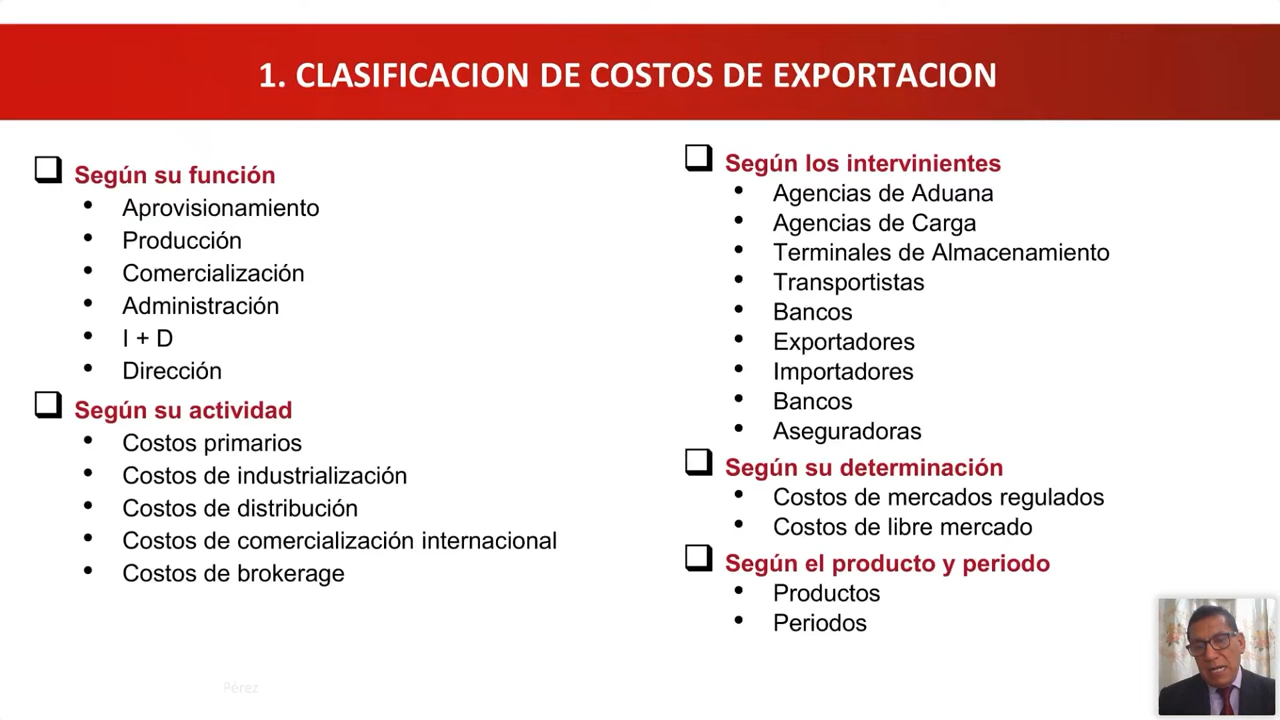 1. CLASIFICACION DE COSTOS DE EXPORTACION
Según su función
Aprovisionamiento
Producción
Comercialización
Administración
I + D
Dirección
Según su actividad
Costos primarios
Costos de industrialización
Costos de distribución
Costos de comercialización internacional
Costos de brokerage
Según los intervinientes
Agencias de Aduana
Agencias de Carga
Terminales de Almacenamiento
Transportistas
Bancos
Exportadores
Importadores
Bancos
Aseguradoras
Según su determinación
Costos de mercados regulados
Costos de libre mercado
Según el producto y periodo
Productos
Periodos
Pérez